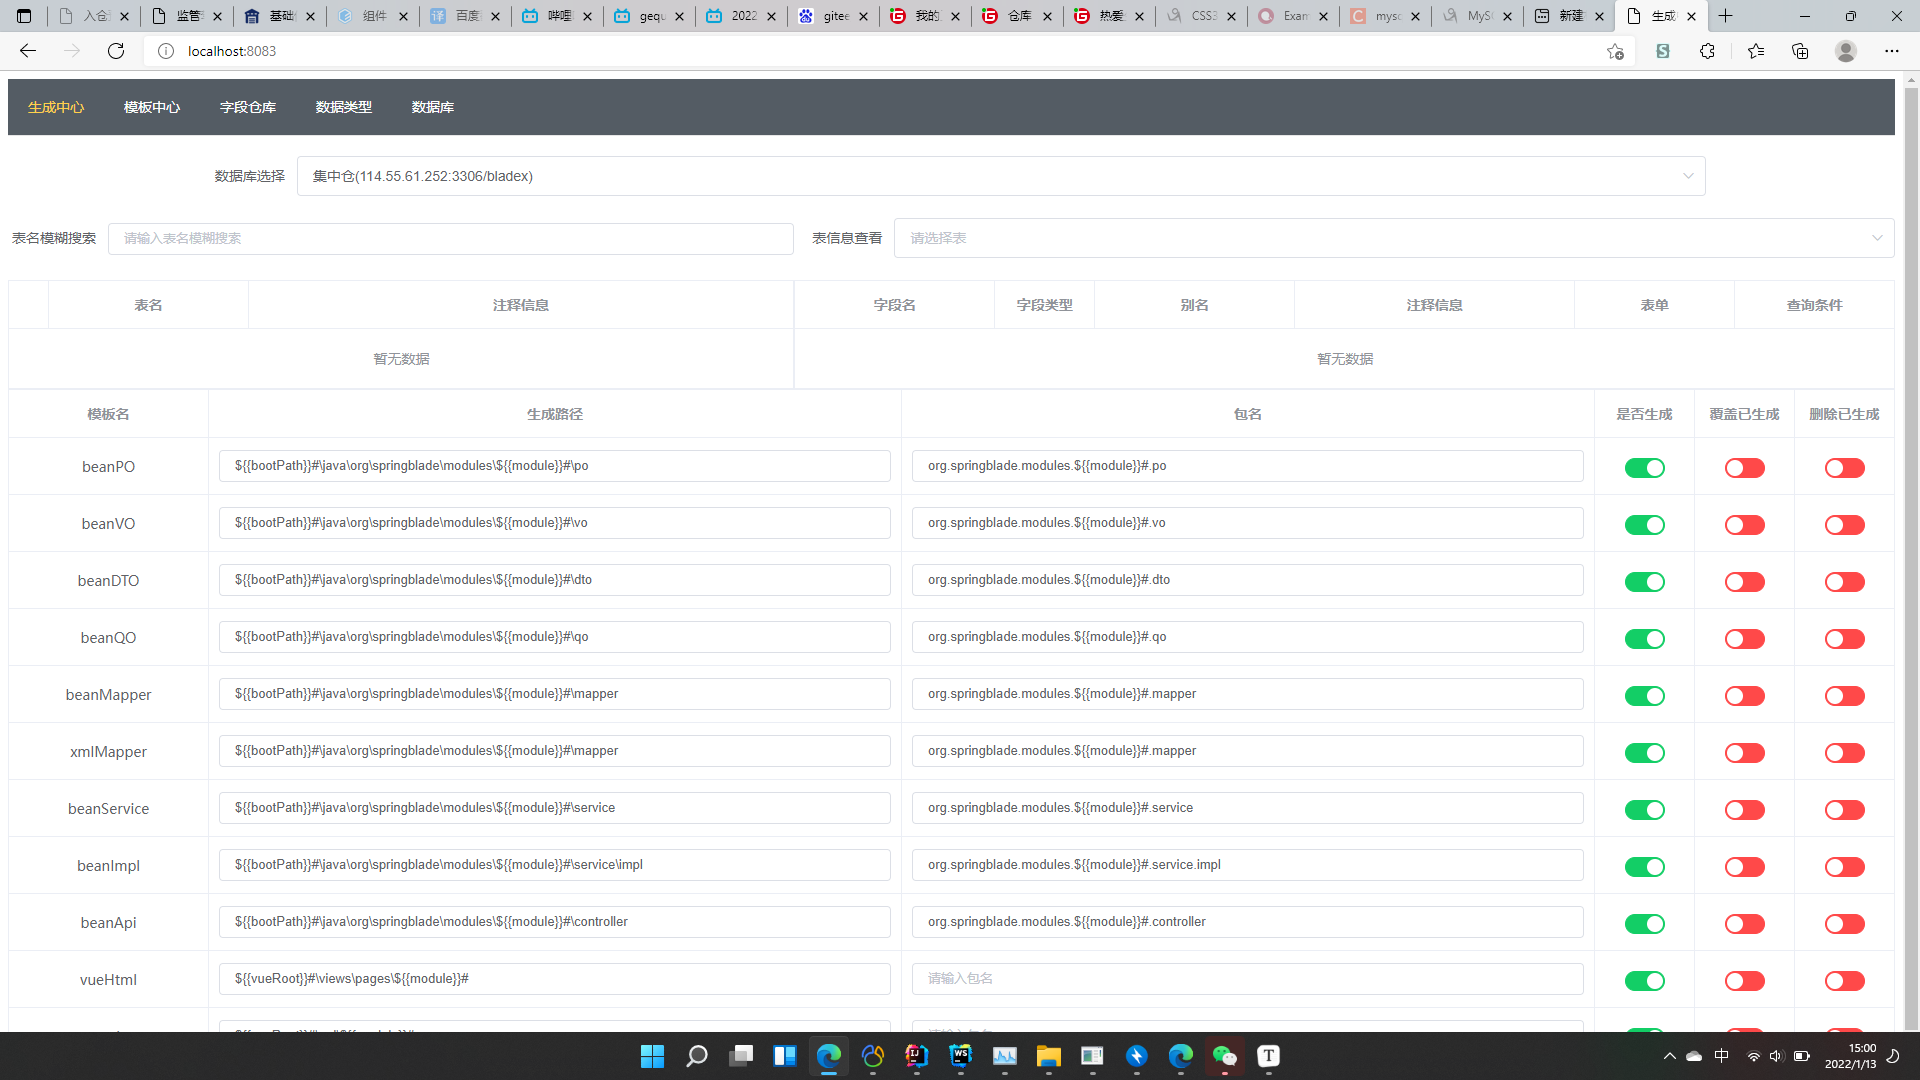 入仓
监管
基础
组件
百度
哔哩
gequ
2022
gitee
我的
仓库
热爱
CSS3
Exam
mysc
MyS
新建
生成
localhost:8083
生成中心 模板中心 字段仓库 数据类型 数据库
数据库选择 集中仓(114.55.61.252:3306/bladex)
表名模糊搜索 请输入表名模糊搜索 表信息查看 请选择表
表名 注释信息 字段名 字段类型 别名 注释信息 表单 查询条件
暂无数据 暂无数据
模板名 生成路径 包名 是否生成 覆盖已生成 删除已生成
beanPO ${{bootPath}}#\java\org\springblade\modules\${{module}}#\po org.springblade.modules.${{module}}#.po
beanVO ${{bootPath}}#\java\org\springblade\modules\${{module}}#\vo org.springblade.modules.${{module}}#.vo
beanDTO ${{bootPath}}#\java\org\springblade\modules\${{module}}#\dto org.springblade.modules.${{module}}#.dto
beanQO ${{bootPath}}#\java\org\springblade\modules\${{module}}#\qo org.springblade.modules.${{module}}#.qo
beanMapper ${{bootPath}}#\java\org\springblade\modules\${{module}}#\mapper org.springblade.modules.${{module}}#.mapper
xmlMapper ${{bootPath}}#\java\org\springblade\modules\${{module}}#\mapper org.springblade.modules.${{module}}#.mapper
beanService ${{bootPath}}#\java\org\springblade\modules\${{module}}#\service org.springblade.modules.${{module}}#.service
beanImpl ${{bootPath}}#\java\org\springblade\modules\${{module}}#\service\impl org.springblade.modules.${{module}}#.service.impl
beanApi ${{bootPath}}#\java\org\springblade\modules\${{module}}#\controller org.springblade.modules.${{module}}#.controller
vueHtml ${{vueRoot}}#\views\pages\${{module}}# 请输入包名
中
15:00
2022/1/13